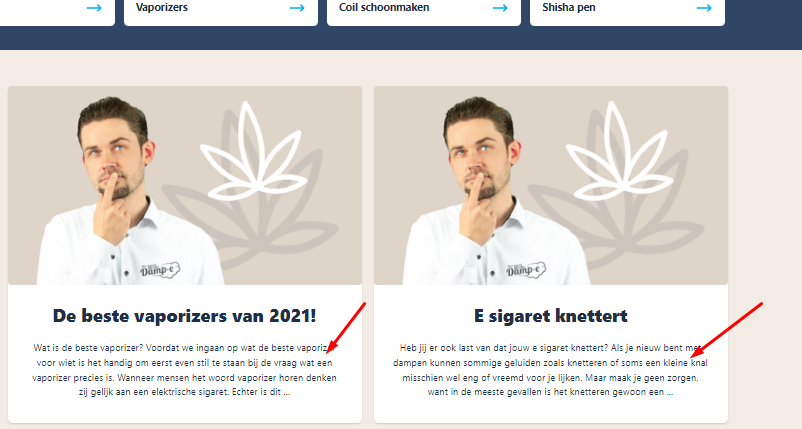 Vaporizers
Coil schoonmaken
Shisha pen
Damp-e
Damp-e
De beste vaporizers van 2021!
Wat is de beste vaporizer? Voordat we ingaan op wat de beste
voor wiet is het handig om eerst even stil te staan bij de vraag wat een
vaporizer precies is. Wanneer mensen het woord vaporizer horen denken
zij gelijk aan een elektrische sigaret. Echter is dit ...
E sigaret knettert
Heb jij er ook last van dat jouw e sigaret knettert? Als je nieuw bent met
dampen kunnen sommige geluiden zoals knetteren of soms een kleine knal
misschien wel eng of vreemd voor je lijken. Maar maak je geen zorgen,
want in de meeste gevallen is het knetteren gewoon een ...